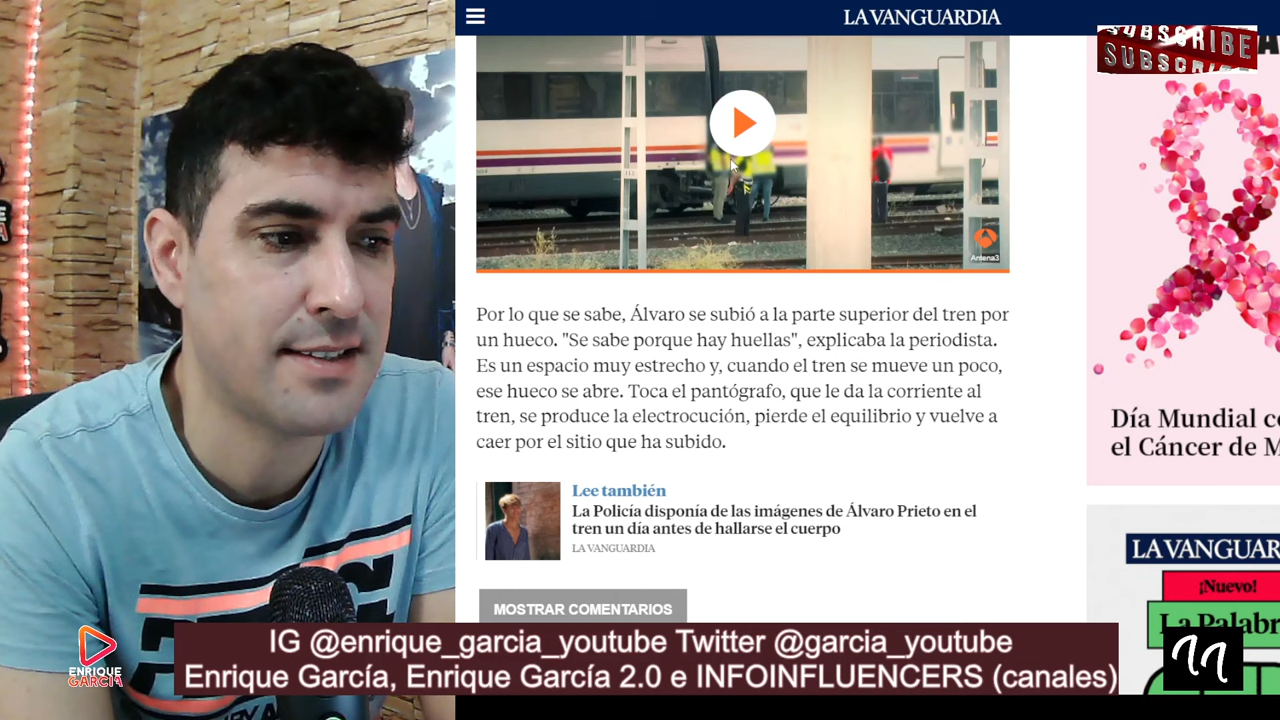 LA VANGUARDIA
SUBSCRIBE
SUBSCRIBE
Antena3
Por lo que se sabe, Álvaro se subió a la parte superior del tren por
un hueco. "Se sabe porque hay huellas", explicaba la periodista.
Es un espacio muy estrecho y, cuando el tren se mueve un poco,
ese hueco se abre. Toca el pantógrafo, que le da la corriente al
tren, se produce la electrocución, pierde el equilibrio y vuelve a
caer por el sitio que ha subido.
Día Mundial co
el Cáncer de M
Lee también
La Policía disponía de las imágenes de Álvaro Prieto en el
tren un día antes de hallarse el cuerpo
LA VANGUARDIA
LA VANGUAR
¡Nuevo!
La Palabr
MOSTRAR COMENTARIOS
IG @enrique_garcia_youtube Twitter @garcia_youtube
Enrique García, Enrique García 2.0 e INFOINFLUENCERS (canales)
ENRIQUE
GARCÍA